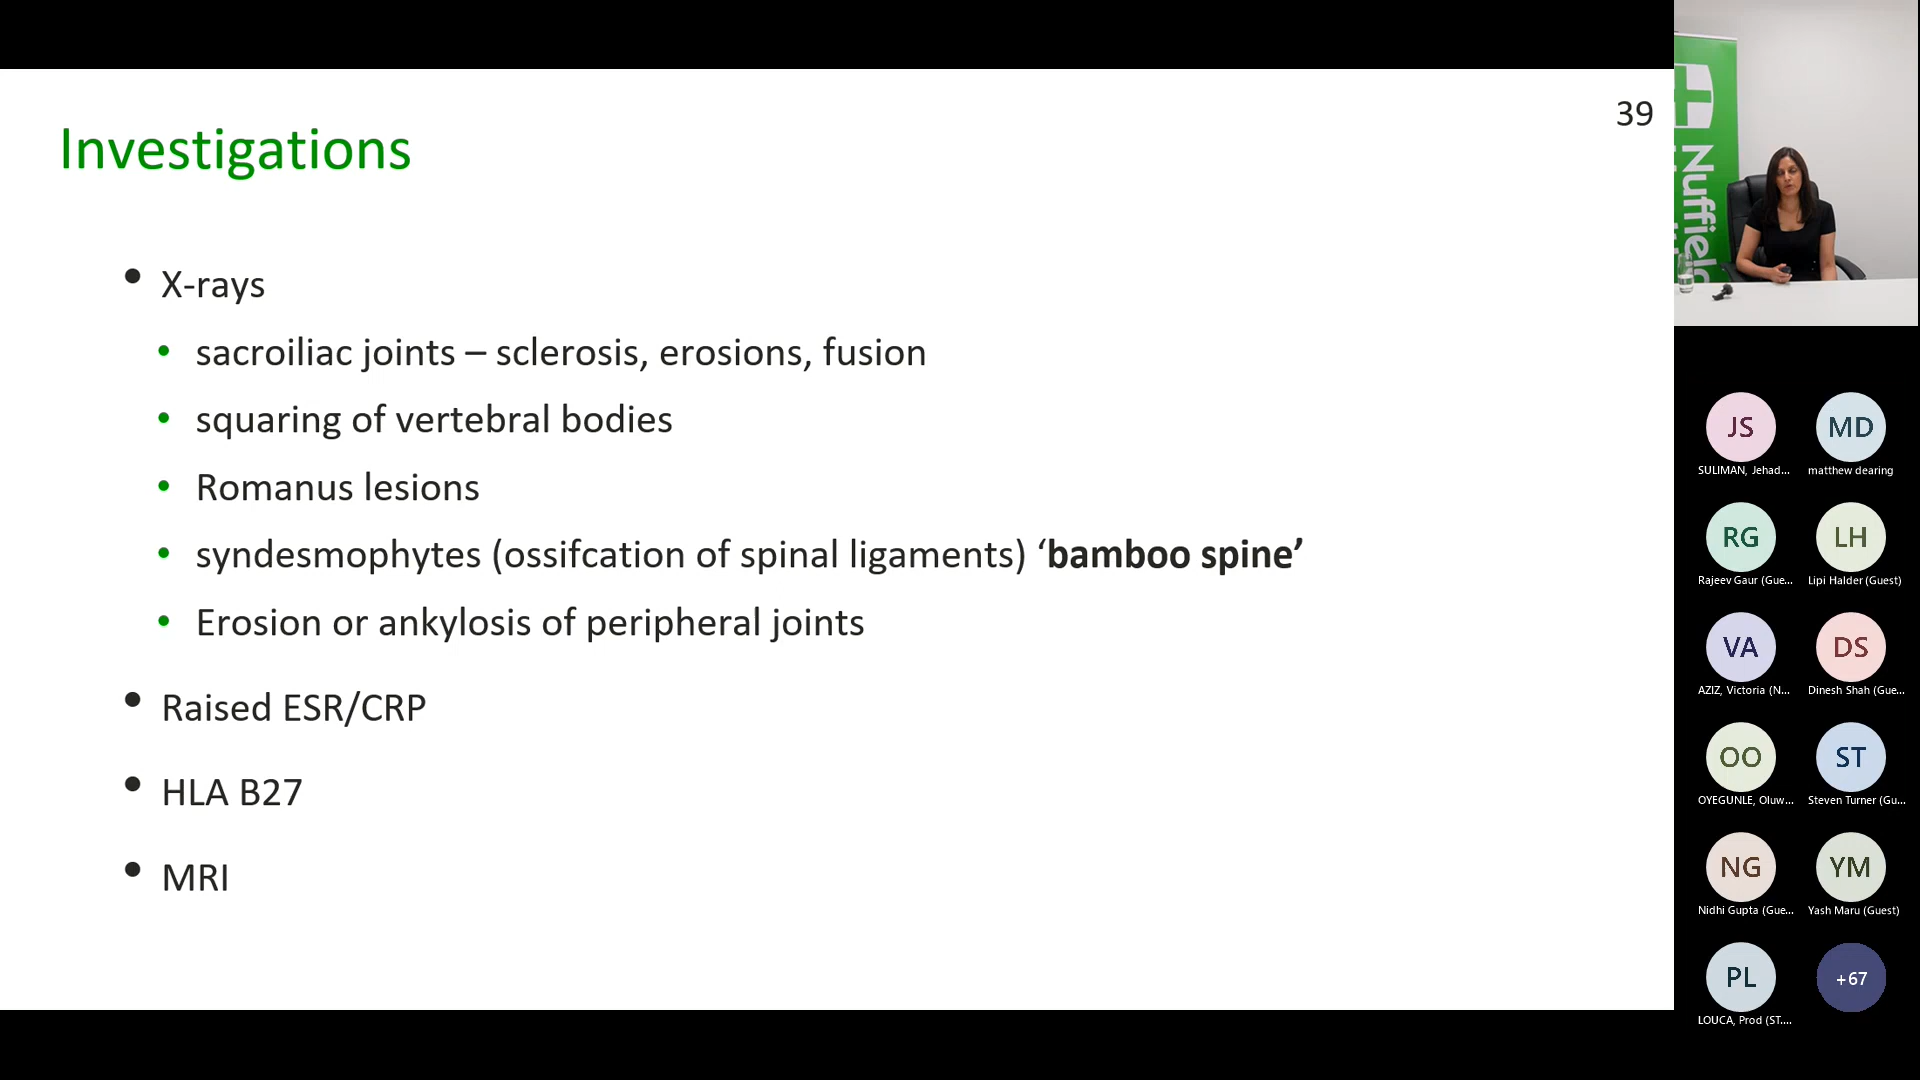 39
Investigations
• X-rays
• sacroiliac joints – sclerosis, erosions, fusion
• squaring of vertebral bodies
• Romanus lesions
• syndesmophytes (ossifcation of spinal ligaments) ‘bamboo spine’
• Erosion or ankylosis of peripheral joints
• Raised ESR/CRP
• HLA B27
• MRI
Nuffield
JS
SULIMAN, Jehad...
MD
matthew dearing
RG
Rajeev Gaur (Gue...
LH
Lipi Halder (Guest)
VA
AZIZ, Victoria (N...
DS
Dinesh Shah (Gue...
OO
OYEGUNLE, Oluw...
ST
Steven Turner (Gu...
NG
Nidhi Gupta (Gue...
YM
Yash Maru (Guest)
PL
LOUCA, Prod (ST....
+67